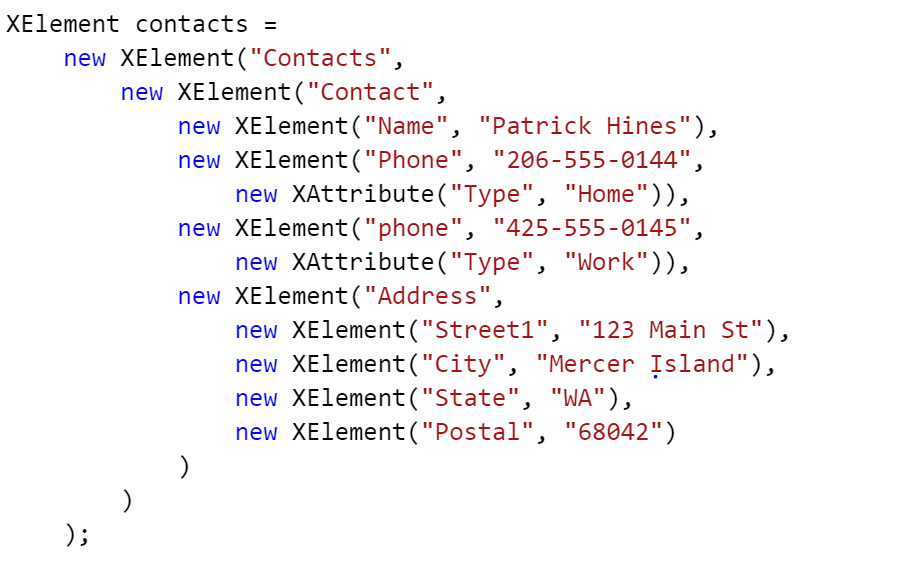 XElement contacts =
    new XElement("Contacts",
        new XElement("Contact",
            new XElement("Name", "Patrick Hines"),
            new XElement("Phone", "206-555-0144",
                new XAttribute("Type", "Home")),
            new XElement("phone", "425-555-0145",
                new XAttribute("Type", "Work")),
            new XElement("Address",
                new XElement("Street1", "123 Main St"),
                new XElement("City", "Mercer Island"),
                new XElement("State", "WA"),
                new XElement("Postal", "68042")
            )
        )
    );